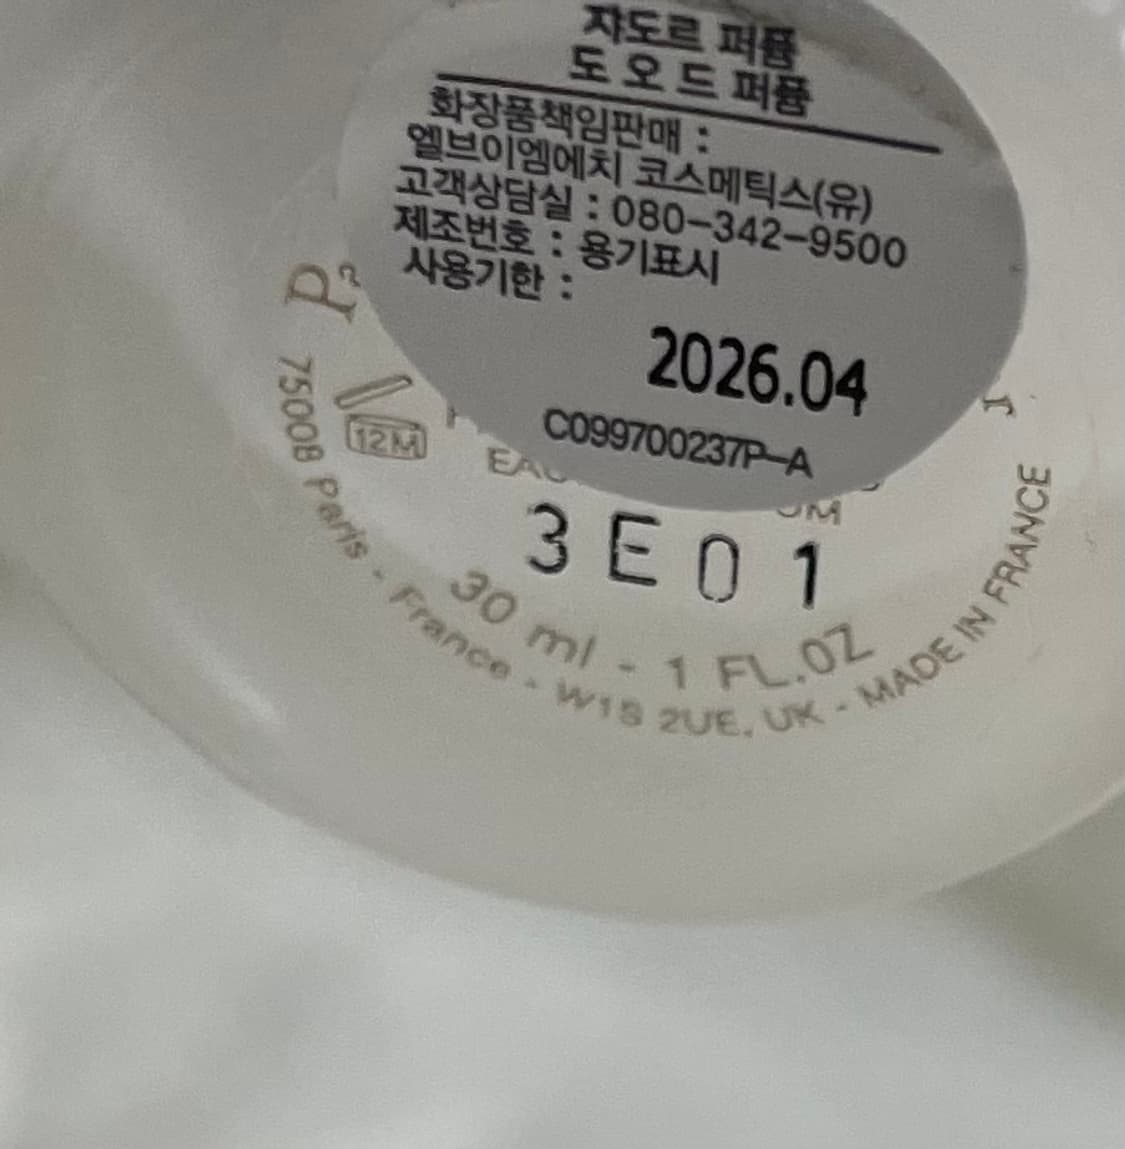 쟈도르 퍼퓸
도 오 드 퍼퓸
화장품책임판매 :
엘브이엠에치 코스메틱스(유)
고객상담실 : 080-342-9500
제조번호 : 용기표시
사용기한 :
2026.04
C099700237P-A
12M
EAU
UM
3E01
30 ml - 1 FL.OZ
75008 Paris - France - W1S 2UE, UK - MADE IN FRANCE